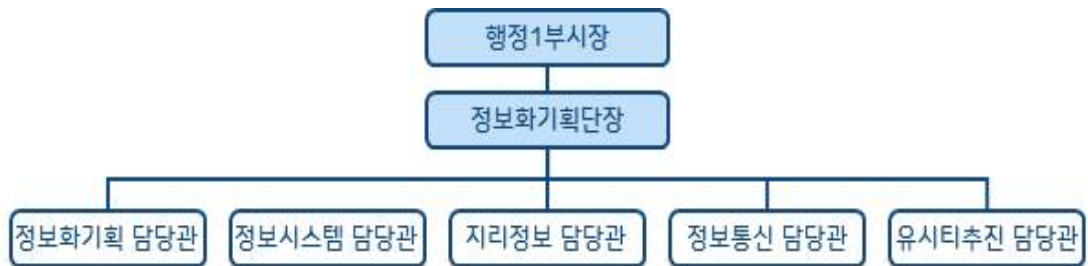 행정1부시장
정보화기획단장
정보화기획 담당관
정보시스템 담당관
지리정보 담당관
정보통신 담당관
유시티추진 담당관